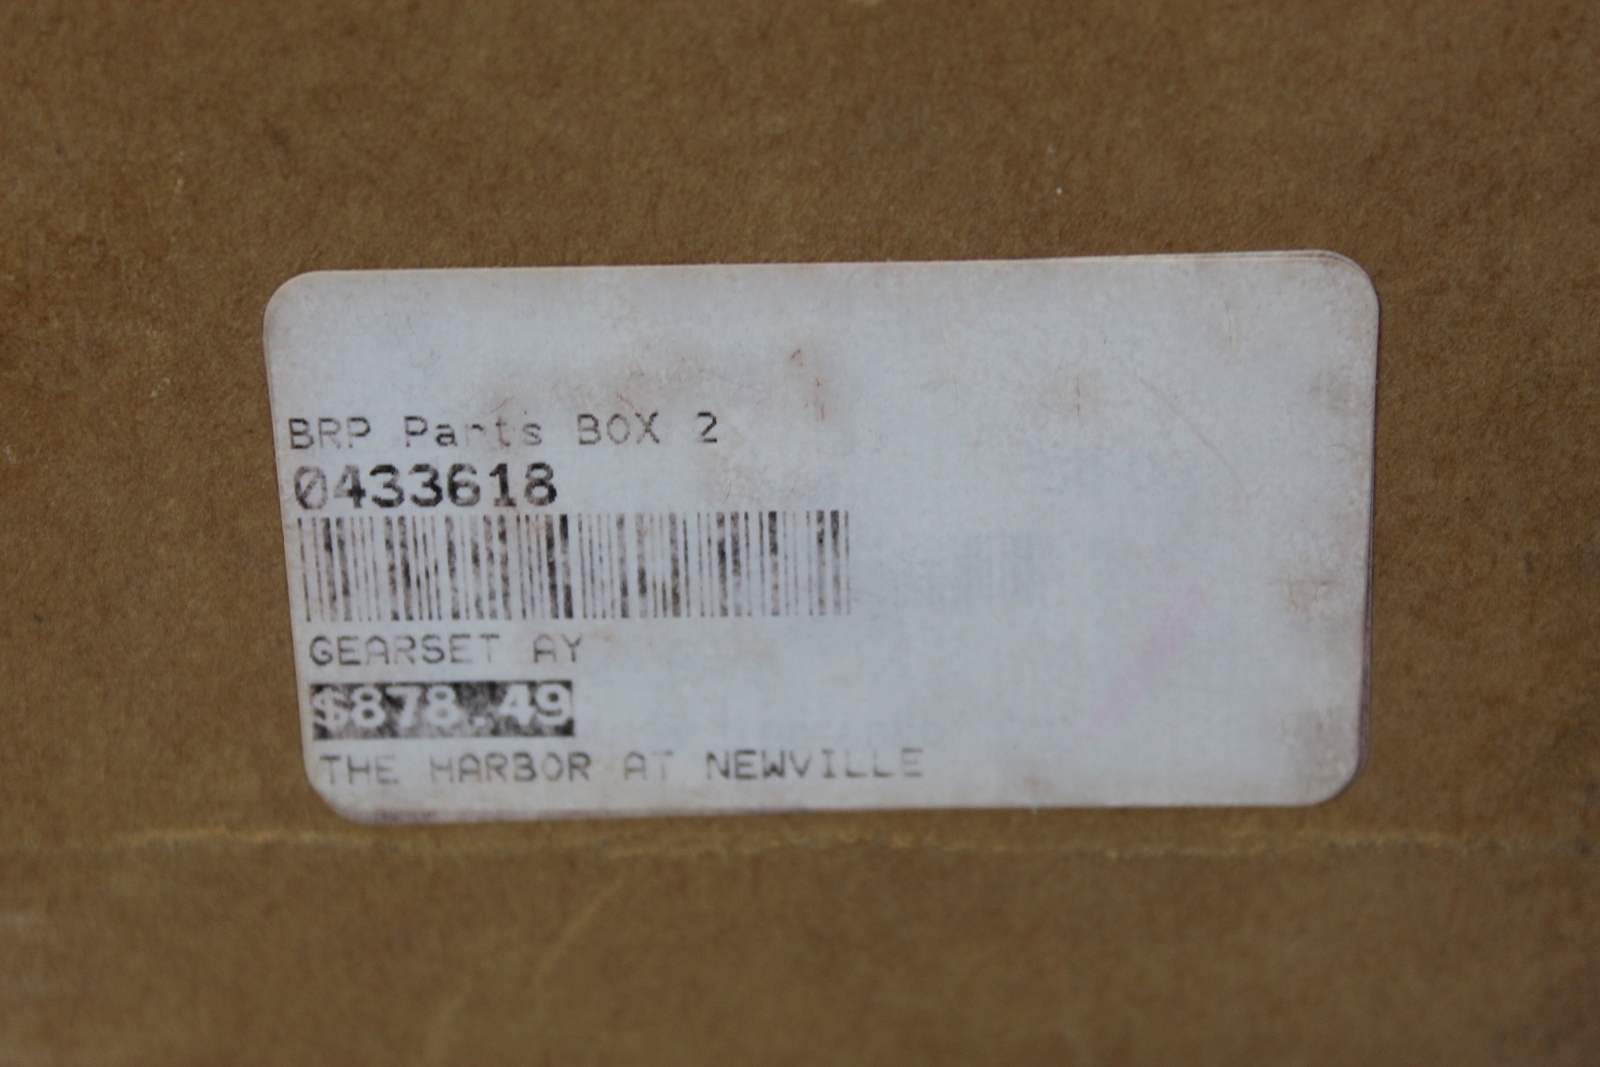 BRP Parts BOX 2
0433618
GEARSET AY
$878.49
THE HARBOR AT NEWVILLE